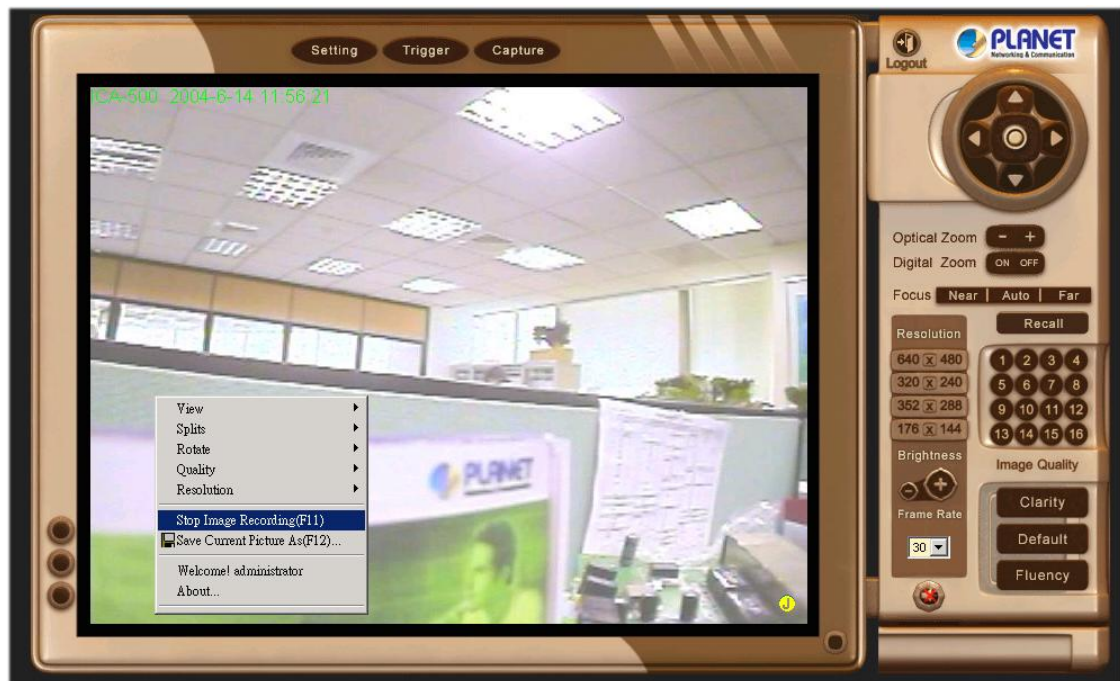 Setting Trigger Capture
ICA-500 2004-6-14 11:56:21
View
Splits
Rotate
Quality
Resolution
Stop Image Recording(F11)
Save Current Picture As(F12)...
Welcome! administrator
About...
PLANET
J
Logout
PLANET
Networking & Communication
Optical Zoom - +
Digital Zoom ON OFF
Focus Near Auto Far
Resolution
640 x 480
320 x 240
352 x 288
176 x 144
Brightness
- +
Frame Rate
30
Recall
1 2 3 4
5 6 7 8
9 10 11 12
13 14 15 16
Image Quality
Clarity
Default
Fluency